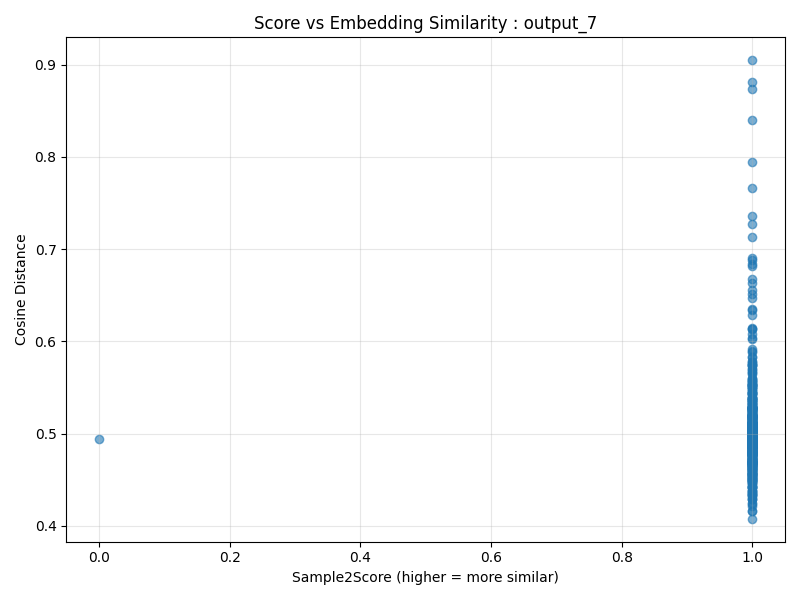 Score vs Embedding Similarity : output_7
Cosine Distance
0.9
0.8
0.7
0.6
0.5
0.4
0.0 0.2 0.4 0.6 0.8 1.0
Sample2Score (higher = more similar)